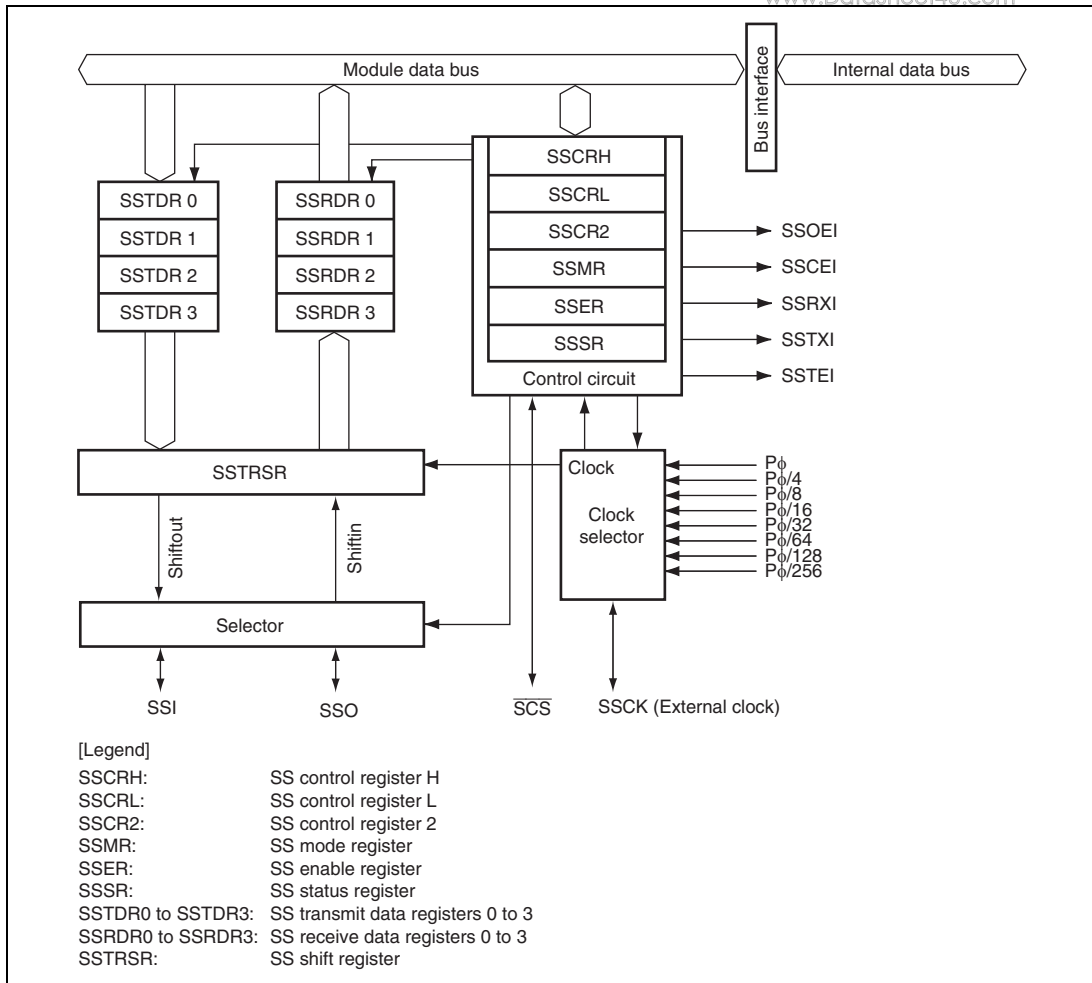 www.DataSheet4U.com
Module data bus
Bus interface
Internal data bus
SSCRH
SSCRL
SSCR2
SSMR
SSER
SSSR
Control circuit
SSTDR 0
SSTDR 1
SSTDR 2
SSTDR 3
SSRDR 0
SSRDR 1
SSRDR 2
SSRDR 3
SSOEI
SSCEI
SSRXI
SSTXI
SSTEI
SSTRSR
Clock
Clock
selector
Pϕ
Pϕ/4
Pϕ/8
Pϕ/16
Pϕ/32
Pϕ/64
Pϕ/128
Pϕ/256
Shiftout
Shiftin
Selector
SSI
SSO
SCS
SSCK (External clock)
[Legend]
SSCRH: SS control register H
SSCRL: SS control register L
SSCR2: SS control register 2
SSMR: SS mode register
SSER: SS enable register
SSSR: SS status register
SSTDR0 to SSTDR3: SS transmit data registers 0 to 3
SSRDR0 to SSRDR3: SS receive data registers 0 to 3
SSTRSR: SS shift register